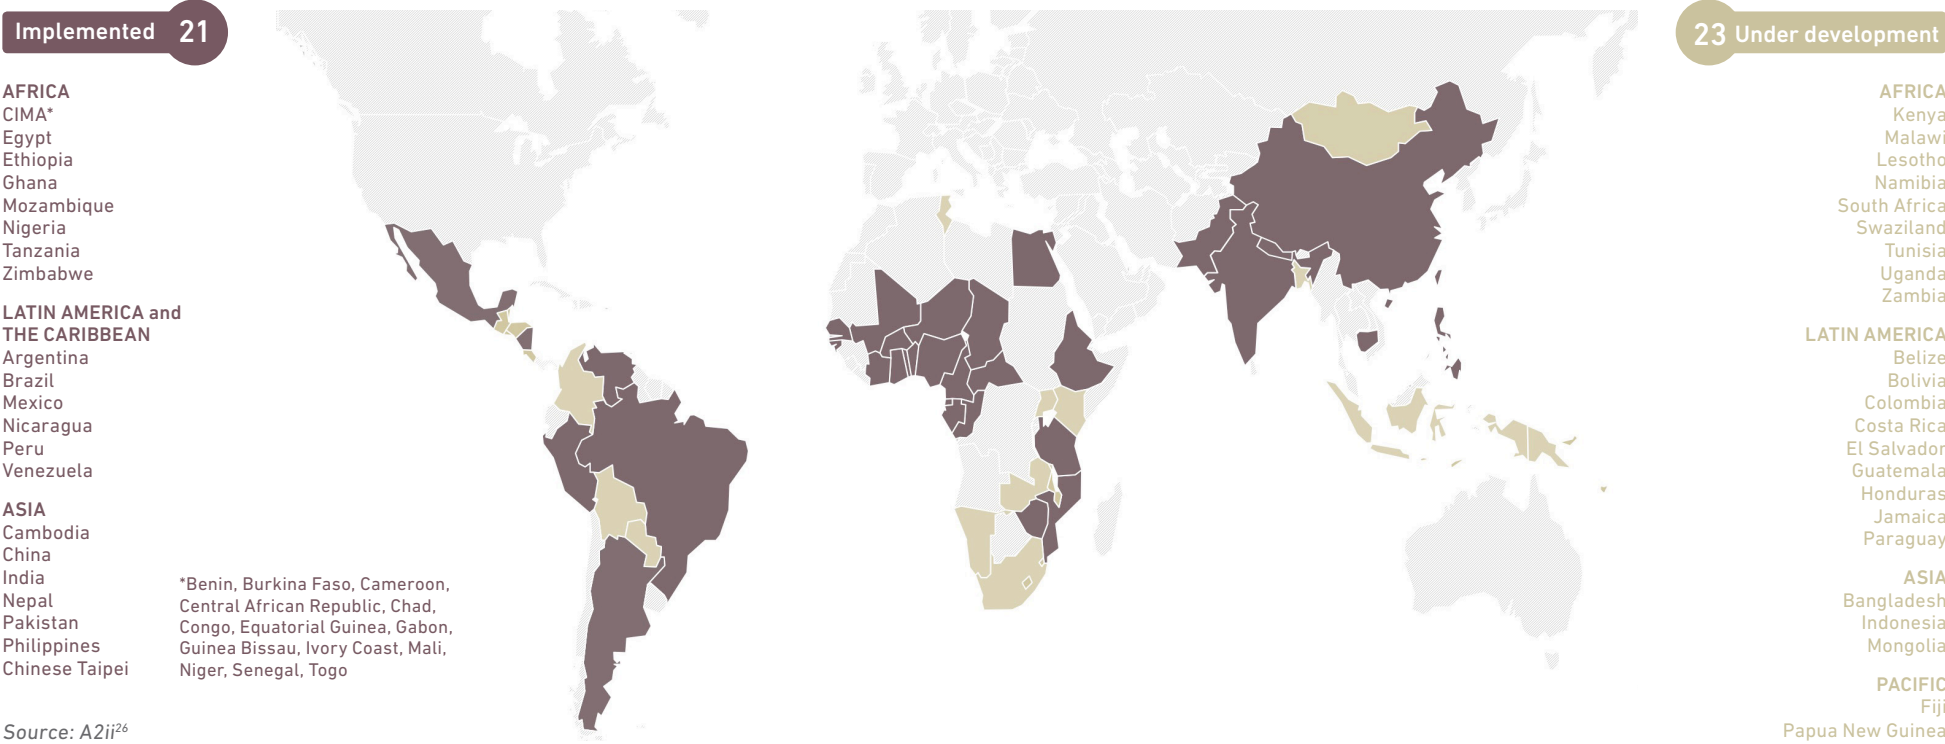 Implemented 21
AFRICA
CIMA*
Egypt
Ethiopia
Ghana
Mozambique
Nigeria
Tanzania
Zimbabwe
LATIN AMERICA and
THE CARIBBEAN
Argentina
Brazil
Mexico
Nicaragua
Peru
Venezuela
ASIA
Cambodia
China
India
Nepal
Pakistan
Philippines
Chinese Taipei
*Benin, Burkina Faso, Cameroon,
Central African Republic, Chad,
Congo, Equatorial Guinea, Gabon,
Guinea Bissau, Ivory Coast, Mali,
Niger, Senegal, Togo
Source: A2ii26
23 Under development
AFRICA
Kenya
Malawi
Lesotho
Namibia
South Africa
Swaziland
Tunisia
Uganda
Zambia
LATIN AMERICA
Belize
Bolivia
Colombia
Costa Rica
El Salvador
Guatemala
Honduras
Jamaica
Paraguay
ASIA
Bangladesh
Indonesia
Mongolia
PACIFIC
Fiji
Papua New Guinea